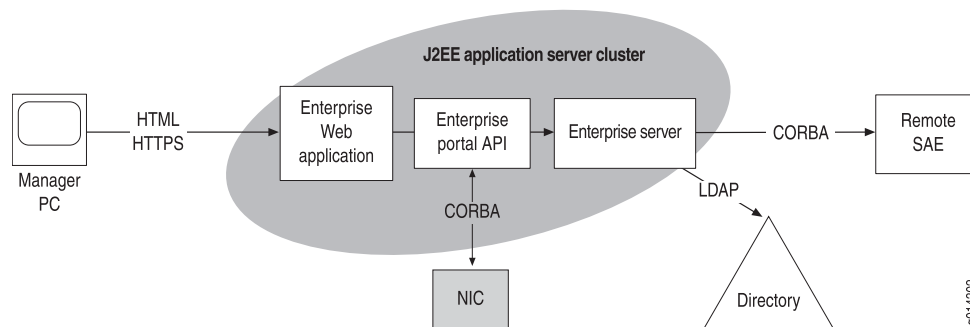 J2EE application server cluster
HTML
HTTPS
Manager
PC
Enterprise
Web
application
Enterprise
portal API
Enterprise server
CORBA
Remote
SAE
CORBA
LDAP
NIC
Directory